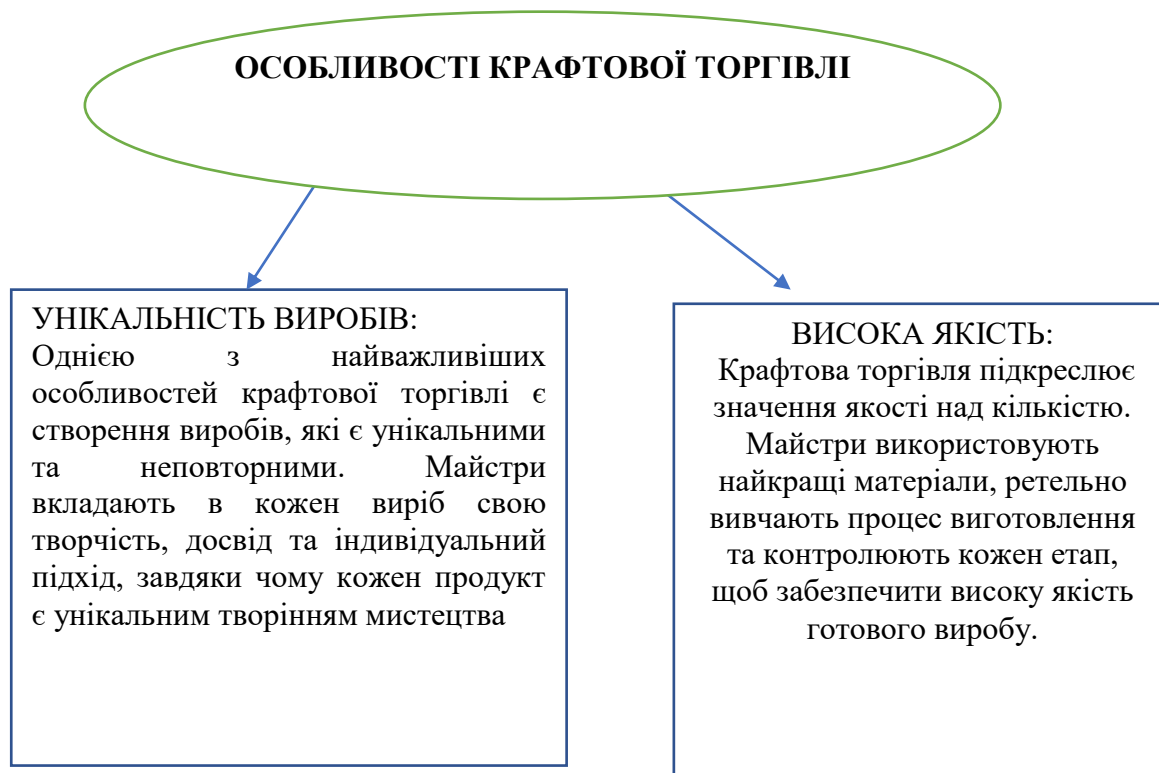 ОСОБЛИВОСТІ КРАФТОВОЇ ТОРГІВЛІ
УНІКАЛЬНІСТЬ ВИРОБІВ:
Однією з найважливіших
особливостей крафтової торгівлі є
створення виробів, які є унікальними
та неповторними. Майстри
вкладають в кожен виріб свою
творчість, досвід та індивідуальний
підхід, завдяки чому кожен продукт
є унікальним творінням мистецтва
ВИСОКА ЯКІСТЬ:
Крафтова торгівля підкреслює
значення якості над кількістю.
Майстри використовують
найкращі матеріали, ретельно
вивчають процес виготовлення
та контролюють кожен етап,
щоб забезпечити високу якість
готового виробу.